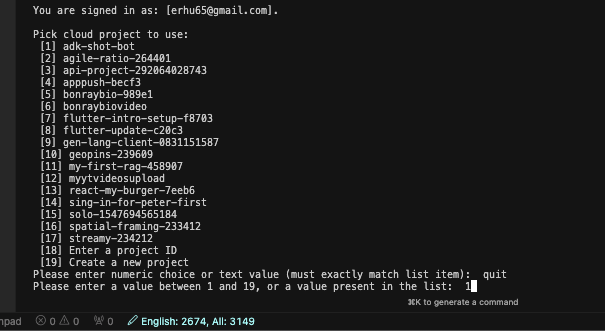 You are signed in as: [erhu65@gmail.com].
Pick cloud project to use:
[1] adk-shot-bot
[2] agile-ratio-264401
[3] api-project-292064028743
[4] apppush-becf3
[5] bonraybio-989e1
[6] bonraybiovideo
[7] flutter-intro-setup-f8703
[8] flutter-update-c20c3
[9] gen-lang-client-0831151587
[10] geopins-239609
[11] my-first-rag-458907
[12] myytvideosupload
[13] react-my-burger-7eeb6
[14] sing-in-for-peter-first
[15] solo-1547694565184
[16] spatial-framing-233412
[17] streamy-234212
[18] Enter a project ID
[19] Create a new project
Please enter numeric choice or text value (must exactly match list item):  quit
Please enter a value between 1 and 19, or a value present in the list:  1
⌘K to generate a command
npad 0 0 0 English: 2674, All: 3149